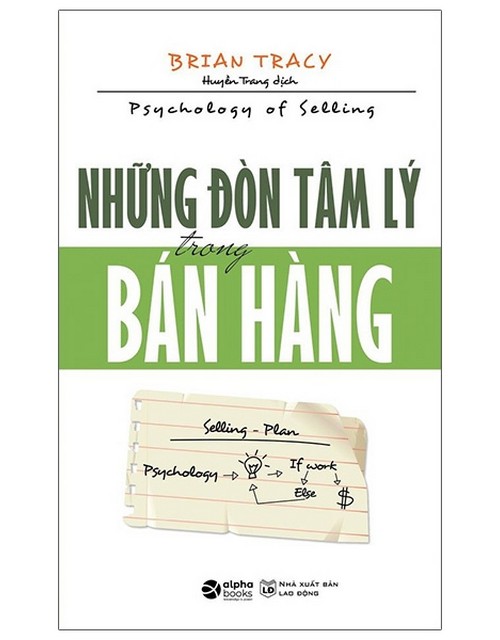 BRIAN TRACY
Huyền Trang dịch
Psychology of Selling
NHỮNG ĐÒN TÂM LÝ
trong
BÁN HÀNG
Selling - Plan
Psychology
If work
Else
$
alpha books
LĐ
NHÀ XUẤT BẢN
LAO ĐỘNG